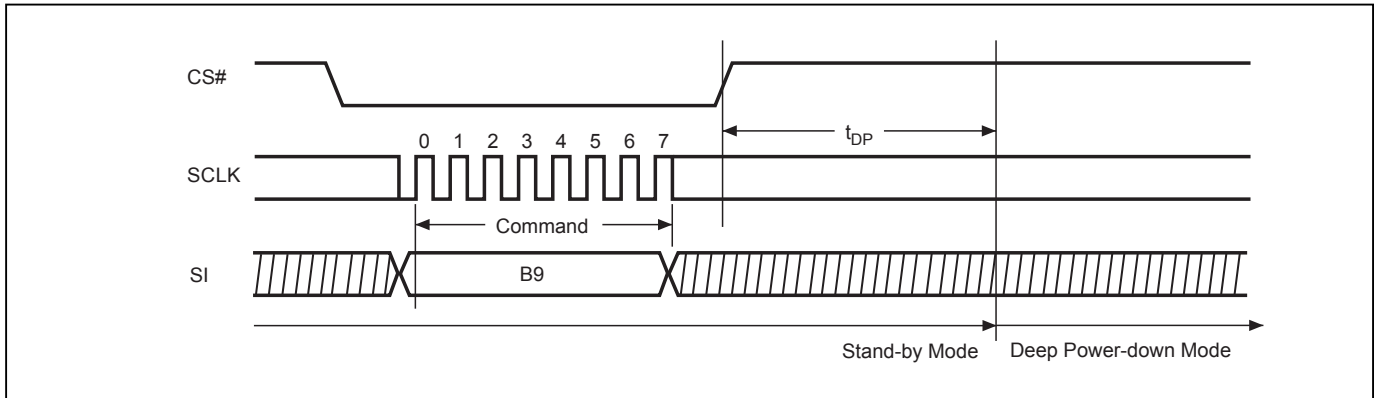 CS#
t_DP
0 1 2 3 4 5 6 7
SCLK
Command
SI
B9
Stand-by Mode
Deep Power-down Mode